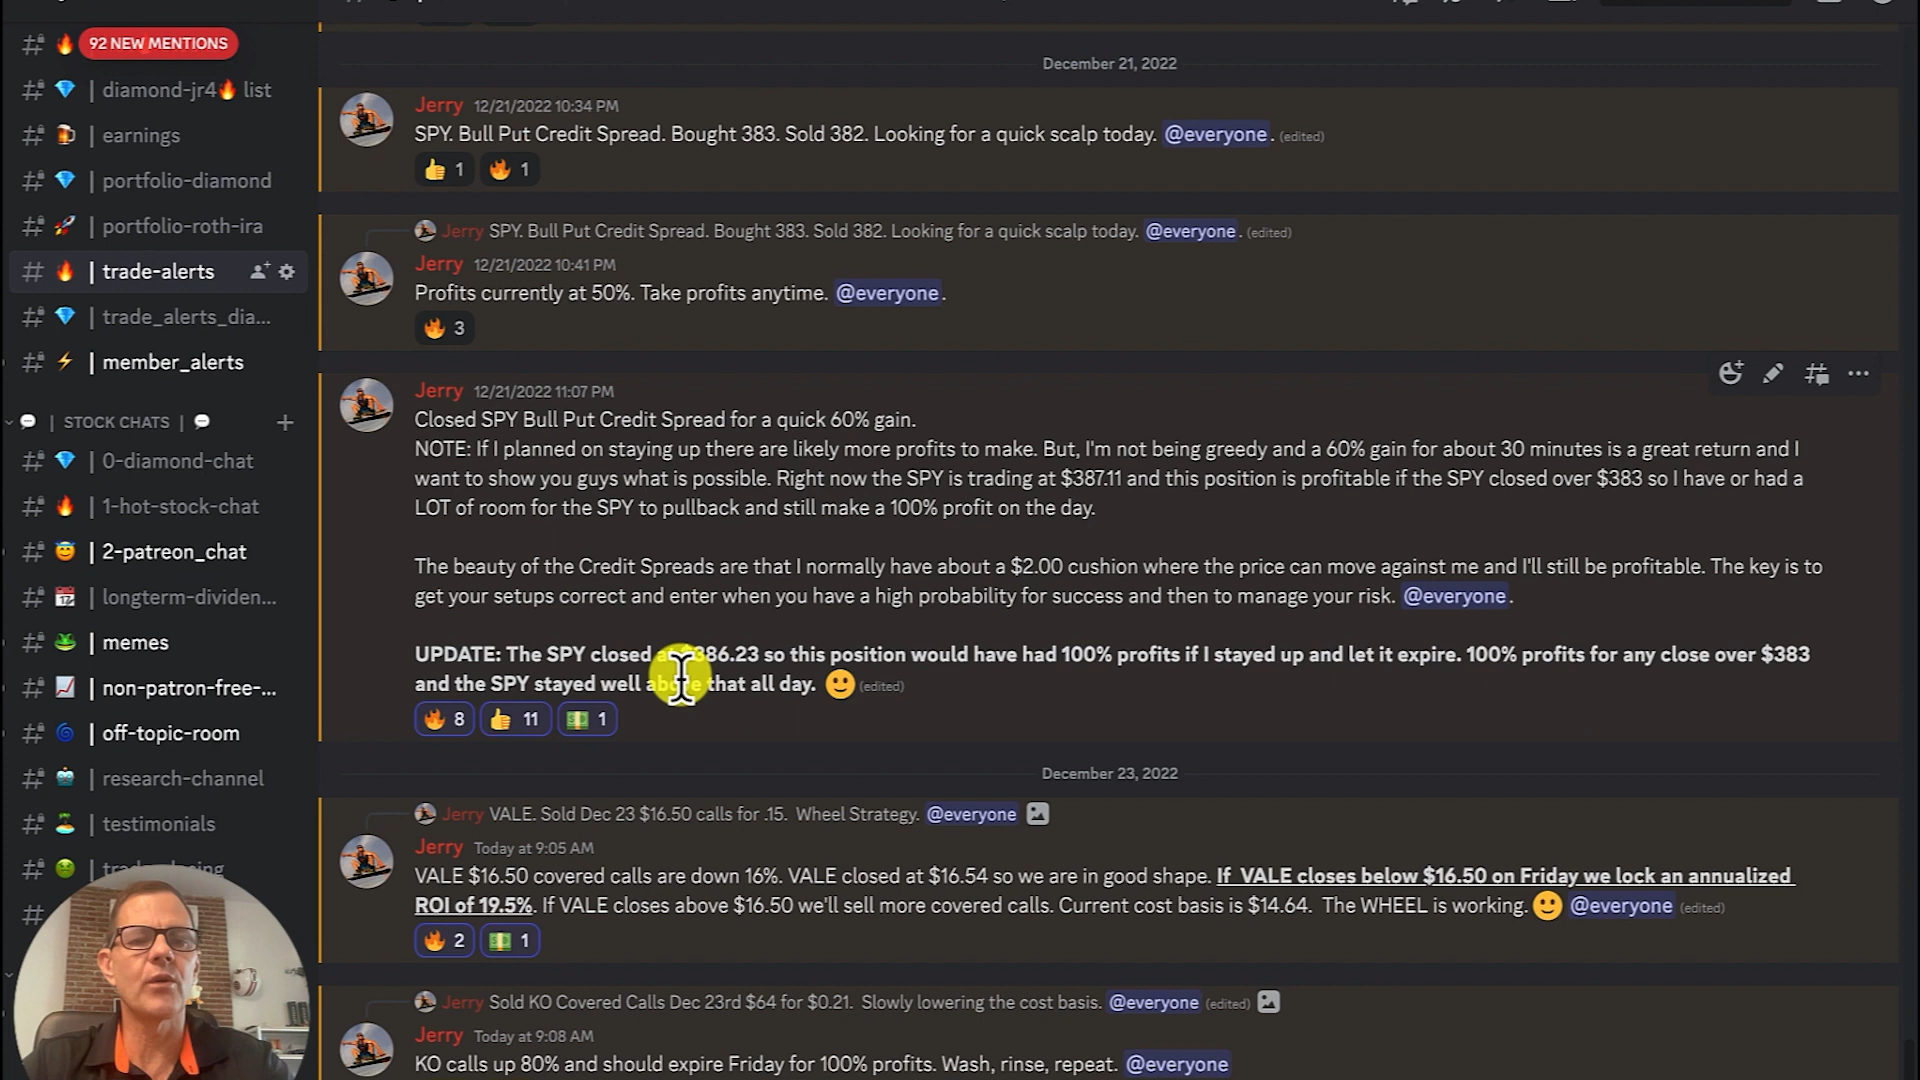 92 NEW MENTIONS
| diamond-jr4🔥 list
| earnings
| portfolio-diamond
| portfolio-roth-ira
| trade-alerts
| trade_alerts_dia...
| member_alerts
| STOCK CHATS |
| 0-diamond-chat
| 1-hot-stock-chat
| 2-patreon_chat
| longterm-dividen...
| memes
| non-patron-free-...
| off-topic-room
| research-channel
| testimonials
December 21, 2022
Jerry 12/21/2022 10:34 PM
SPY. Bull Put Credit Spread. Bought 383. Sold 382. Looking for a quick scalp today. @everyone. (edited)
👍 1 🔥 1
Jerry SPY. Bull Put Credit Spread. Bought 383. Sold 382. Looking for a quick scalp today. @everyone. (edited)
Jerry 12/21/2022 10:41 PM
Profits currently at 50%. Take profits anytime. @everyone.
🔥 3
Jerry 12/21/2022 11:07 PM
Closed SPY Bull Put Credit Spread for a quick 60% gain.
NOTE: If I planned on staying up there are likely more profits to make. But, I'm not being greedy and a 60% gain for about 30 minutes is a great return and I
want to show you guys what is possible. Right now the SPY is trading at $387.11 and this position is profitable if the SPY closed over $383 so I have or had a
LOT of room for the SPY to pullback and still make a 100% profit on the day.
The beauty of the Credit Spreads are that I normally have about a $2.00 cushion where the price can move against me and I'll still be profitable. The key is to
get your setups correct and enter when you have a high probability for success and then to manage your risk. @everyone.
UPDATE: The SPY closed at $386.23 so this position would have had 100% profits if I stayed up and let it expire. 100% profits for any close over $383
and the SPY stayed well above that all day. 🙂 (edited)
🔥 8 👍 11 💵 1
December 23, 2022
Jerry VALE. Sold Dec 23 $16.50 calls for .15. Wheel Strategy. @everyone
Jerry Today at 9:05 AM
VALE $16.50 covered calls are down 16%. VALE closed at $16.54 so we are in good shape. If VALE closes below $16.50 on Friday we lock an annualized
ROI of 19.5%. If VALE closes above $16.50 we'll sell more covered calls. Current cost basis is $14.64. The WHEEL is working. 🙂 @everyone (edited)
🔥 2 💵 1
Jerry Sold KO Covered Calls Dec 23rd $64 for $0.21. Slowly lowering the cost basis. @everyone (edited)
Jerry Today at 9:08 AM
KO calls up 80% and should expire Friday for 100% profits. Wash, rinse, repeat. @everyone